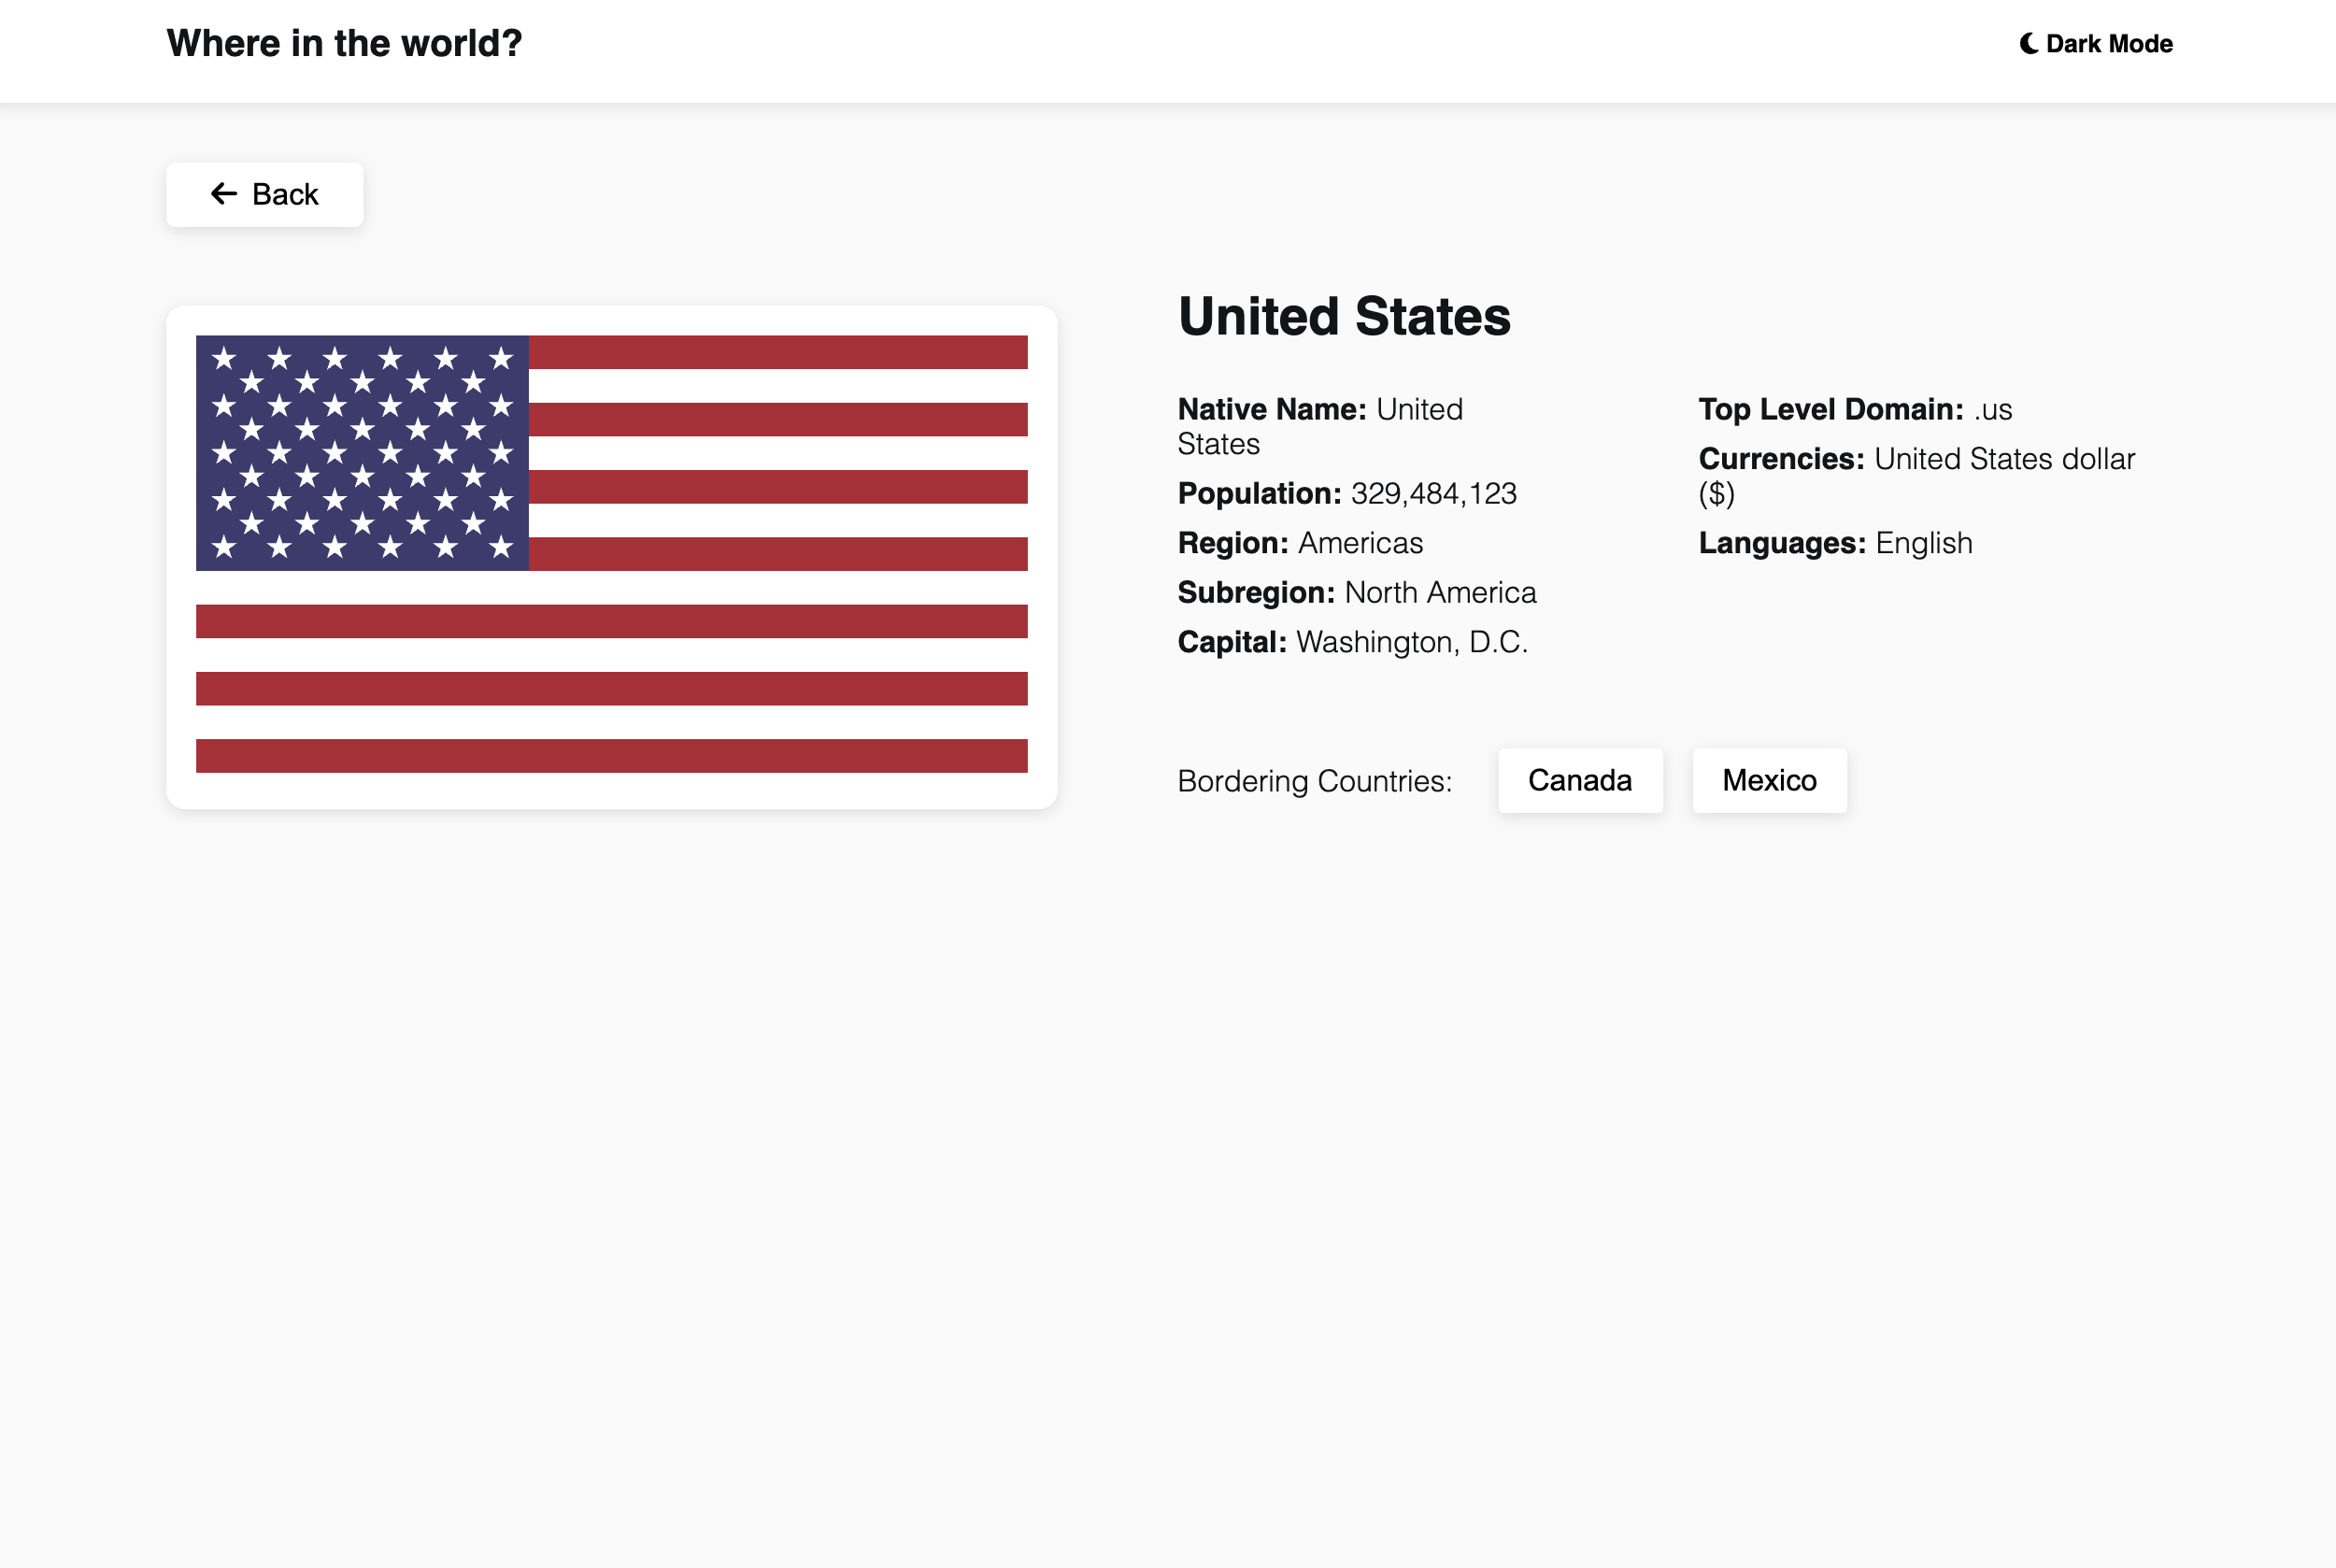 Where in the world?
Dark Mode
Back
United States
Native Name: United
States
Population: 329,484,123
Region: Americas
Subregion: North America
Capital: Washington, D.C.
Top Level Domain: .us
Currencies: United States dollar
($)
Languages: English
Bordering Countries:
Canada
Mexico